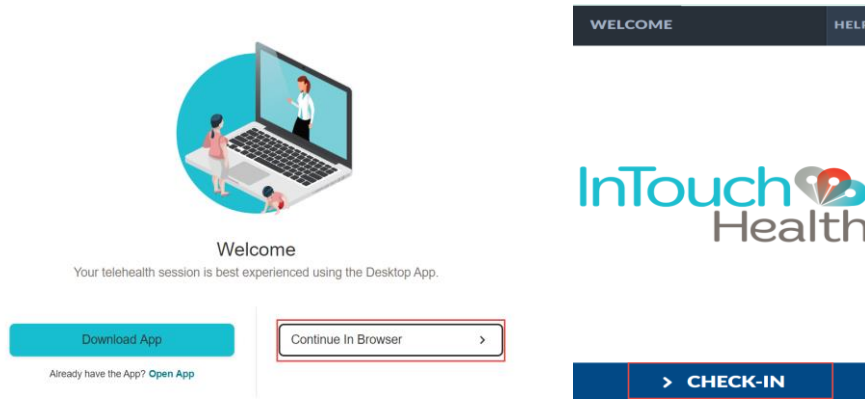 Welcome
Your telehealth session is best experienced using the Desktop App.
Download App
Already have the App? Open App
Continue In Browser >
WELCOME
InTouch
Health
> CHECK-IN